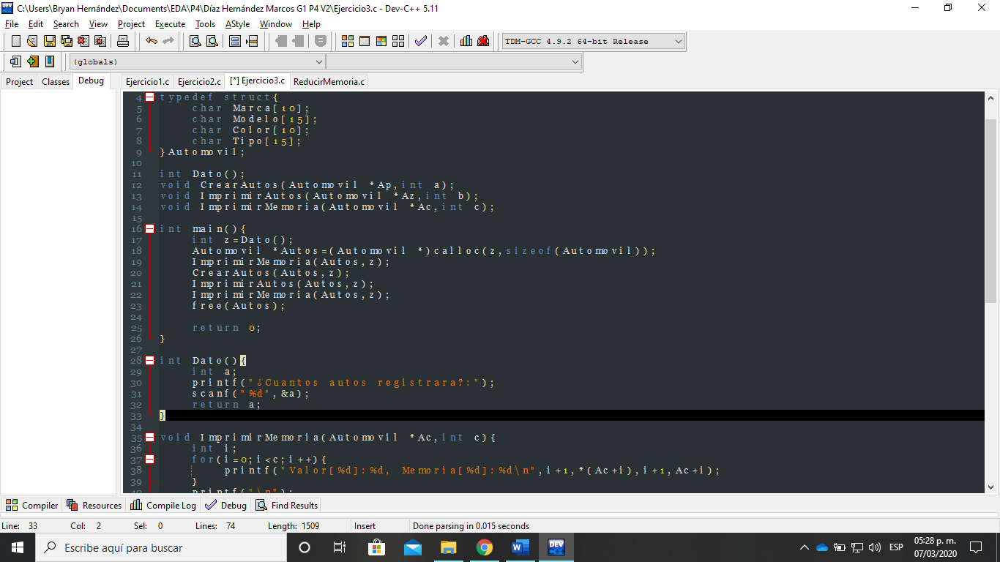 C:\Users\Bryan Hernández\Documents\EDA\P4\Díaz Hernández Marcos G1 P4 V2\Ejercicio3.c - Dev-C++ 5.11
File Edit Search View Project Execute Tools AStyle Window Help
TDM-GCC 4.9.2 64-bit Release
(globals)
Project Classes Debug Ejercicio1.c Ejercicio2.c [*] Ejercicio3.c ReducirMemoria.c
4 typedef struct{
5 char Marca[10];
6 char Modelo[15];
7 char Color[10];
8 char Tipo[15];
9 }Automovil;
10
11 int Dato();
12 void CrearAutos(Automovil *Ap,int a);
13 void ImprimirAutos(Automovil *Az,int b);
14 void ImprimirMemoria(Automovil *Ac,int c);
15
16 int main(){
17 int z=Dato();
18 Automovil *Autos=(Automovil *)calloc(z,sizeof(Automovil));
19 ImprimirMemoria(Autos,z);
20 CrearAutos(Autos,z);
21 ImprimirAutos(Autos,z);
22 ImprimirMemoria(Autos,z);
23 free(Autos);
24
25 return 0;
26 }
27
28 int Dato(){
29 int a;
30 printf("¿Cuantos autos registrara?:");
31 scanf("%d",&a);
32 return a;
33 }
34
35 void ImprimirMemoria(Automovil *Ac,int c){
36 int i;
37 for(i=0;i<c;i++){
38 printf("Valor[%d]:%d, Memoria[%d]:%d\n",i+1,*(Ac+i),i+1,Ac+i);
39 }
40 printf("\n");
Compiler Resources Compile Log Debug Find Results
Line: 33 Col: 2 Sel: 0 Lines: 74 Length: 1509 Insert Done parsing in 0.015 seconds
Escribe aquí para buscar
DEV
ESP
05:28 p. m.
07/03/2020